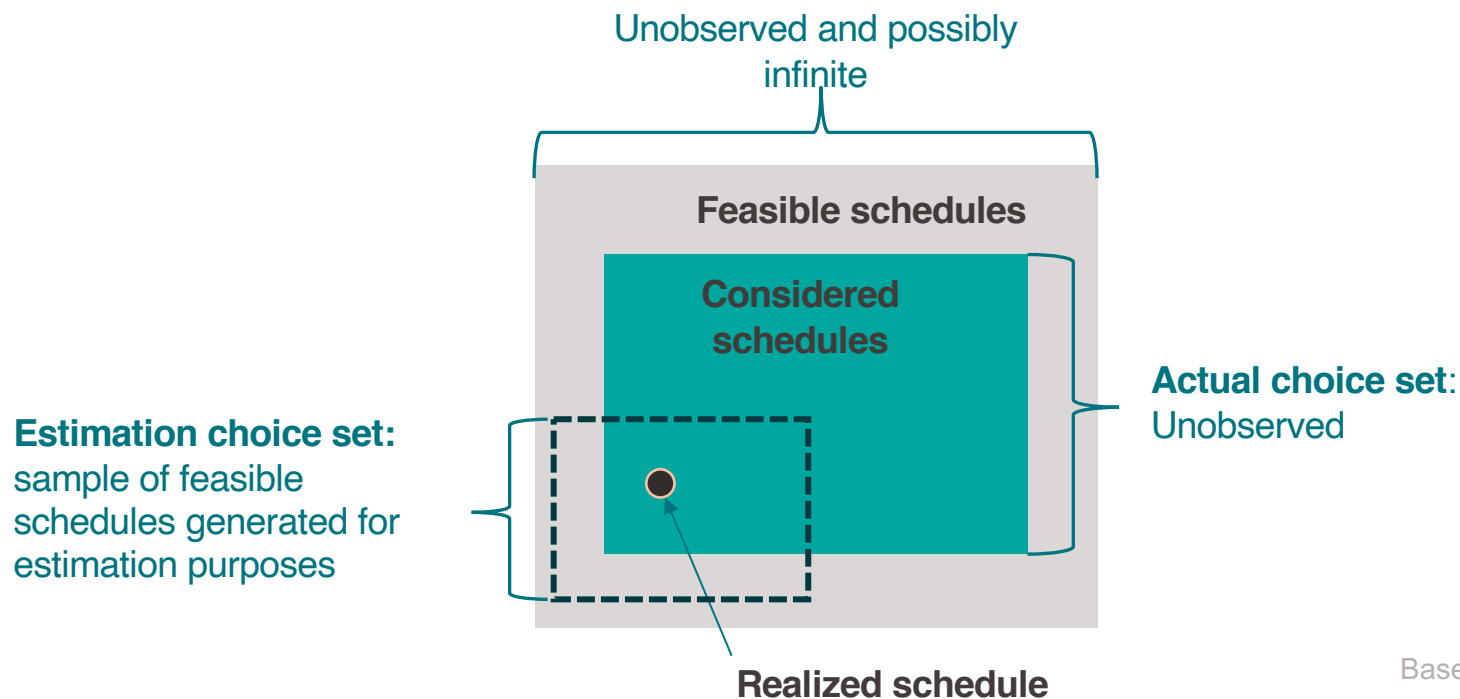 Unobserved and possibly
infinite
Feasible schedules
Considered
schedules
Actual choice set:
Unobserved
Estimation choice set:
sample of feasible
schedules generated for
estimation purposes
Realized schedule
Base